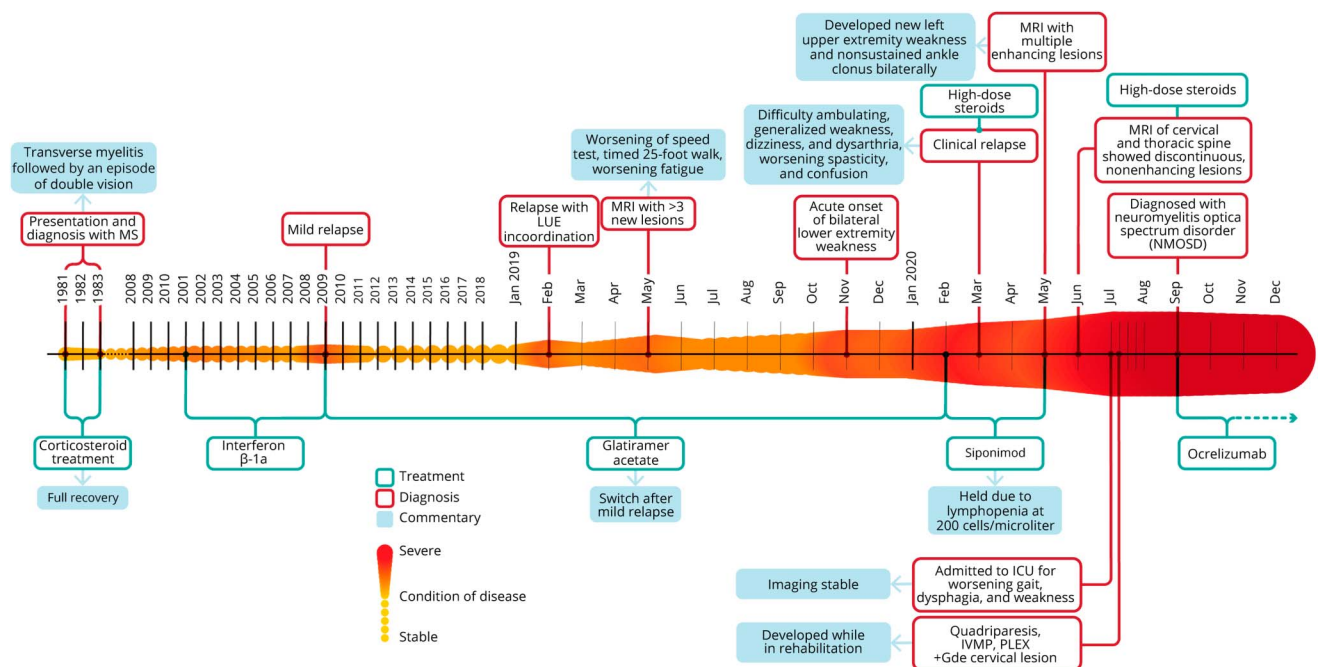 Developed new left
upper extremity weakness
and nonsustained ankle
clonus bilaterally
MRI with
multiple
enhancing lesions
High-dose
steroids
High-dose steroids
Difficulty ambulating,
generalized weakness,
dizziness, and dysarthria,
worsening spasticity,
and confusion
Clinical relapse
MRI of cervical
and thoracic spine
showed discontinuous,
nonenhancing lesions
Transverse myelitis
followed by an episode
of double vision
Worsening of speed
test, timed 25-foot walk,
worsening fatigue
Presentation and
diagnosis with MS
Mild relapse
Relapse with
LUE
incoordination
MRI with >3
new lesions
Acute onset
of bilateral
lower extremity
weakness
Diagnosed with
neuromyelitis optica
spectrum disorder
(NMOSD)
1981
1982
1983
2008
2009
2010
2001
2002
2003
2004
2005
2006
2007
2008
2009
2010
2011
2012
2013
2014
2015
2016
2017
2018
Jan 2019
Feb
Mar
Apr
May
Jun
Jul
Aug
Sep
Oct
Nov
Dec
Jan 2020
Feb
Mar
Apr
May
Jun
Jul
Aug
Sep
Oct
Nov
Dec
Corticosteroid
treatment
Full recovery
Interferon
β-1a
Glatiramer
acetate
Switch after
mild relapse
Siponimod
Held due to
lymphopenia at
200 cells/microliter
Ocrelizumab
Treatment
Diagnosis
Commentary
Severe
Condition of disease
Stable
Imaging stable
Admitted to ICU for
worsening gait,
dysphagia, and weakness
Developed while
in rehabilitation
Quadriparesis,
IVMP, PLEX
+Gde cervical lesion